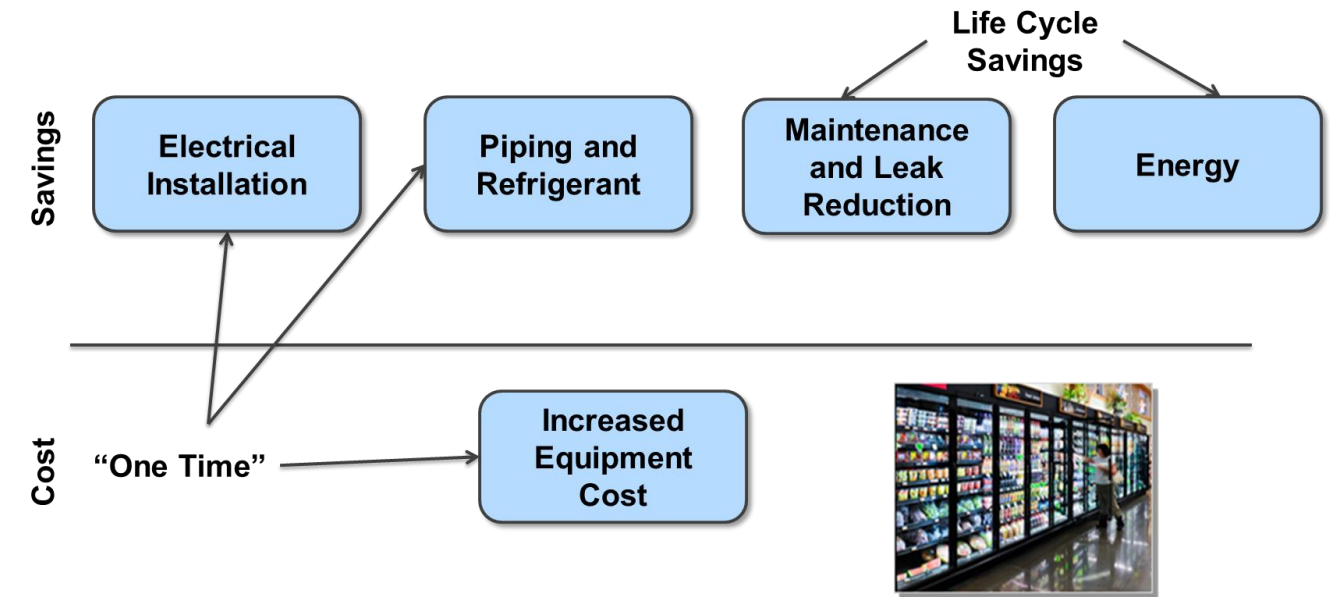 Life Cycle
Savings
Savings
Electrical
Installation
Piping and
Refrigerant
Maintenance
and Leak
Reduction
Energy
Cost
“One Time”
Increased
Equipment
Cost